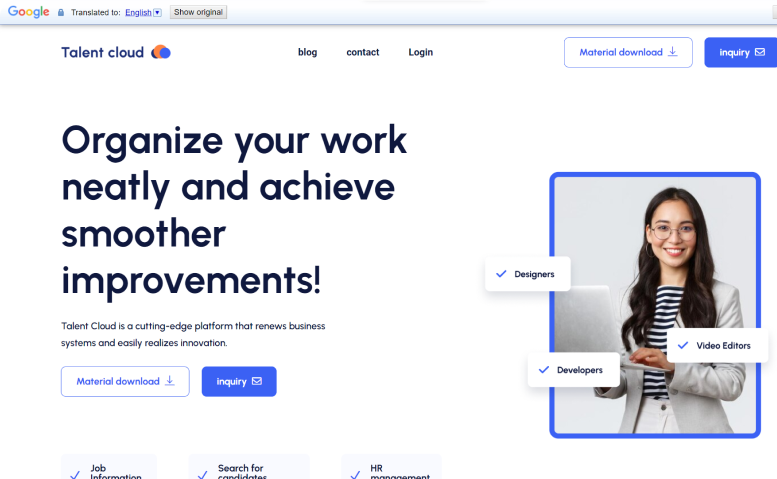 Google Translated to: English Show original
Talent cloud blog contact Login Material download inquiry
Organize your work
neatly and achieve
smoother
improvements!
Talent Cloud is a cutting-edge platform that renews business
systems and easily realizes innovation.
Material download inquiry
Designers
Video Editors
Developers
Job
Information
Search for
candidates
HR
management